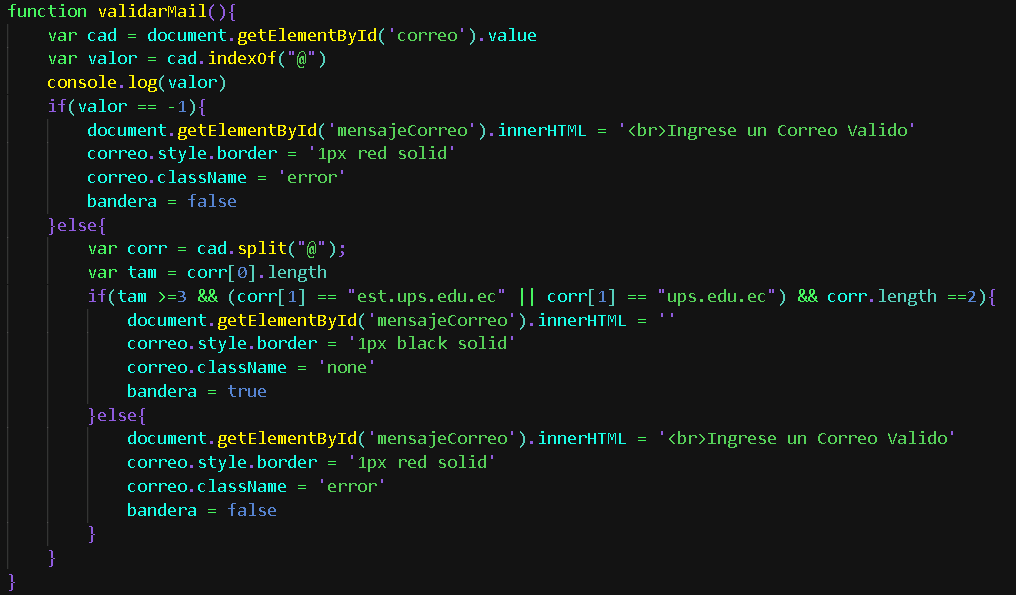 function validarMail(){
    var cad = document.getElementById('correo').value
    var valor = cad.indexOf("@")
    console.log(valor)
    if(valor == -1){
        document.getElementById('mensajeCorreo').innerHTML = '<br>Ingrese un Correo Valido'
        correo.style.border = '1px red solid'
        correo.className = 'error'
        bandera = false
    }else{
        var corr = cad.split("@");
        var tam = corr[0].length
        if(tam >=3 && (corr[1] == "est.ups.edu.ec" || corr[1] == "ups.edu.ec") && corr.length ==2){
            document.getElementById('mensajeCorreo').innerHTML = ''
            correo.style.border = '1px black solid'
            correo.className = 'none'
            bandera = true
        }else{
            document.getElementById('mensajeCorreo').innerHTML = '<br>Ingrese un Correo Valido'
            correo.style.border = '1px red solid'
            correo.className = 'error'
            bandera = false
        }
    }
}